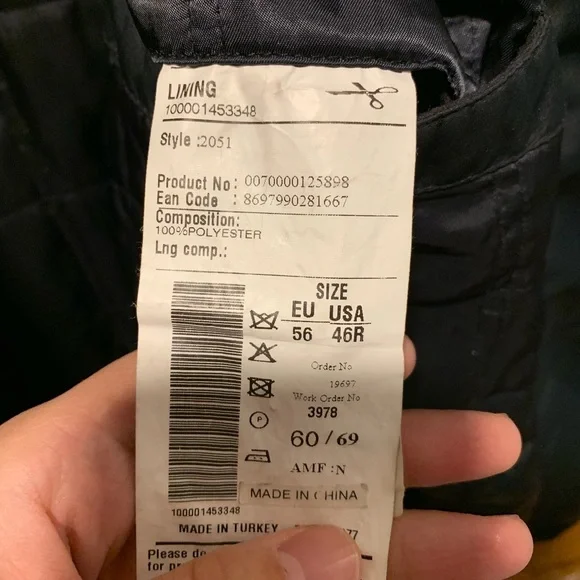 LINING
100001453348
Style :2051
Product No : 0070000125898
Ean Code : 8697990281667
Composition:
100%POLYESTER
Lng comp.:
SIZE
EU USA
56 46R
Order No
19697
Work Order No
3978
60/69
AMF :N
P
MADE IN CHINA
100001453348
MADE IN TURKEY
Please